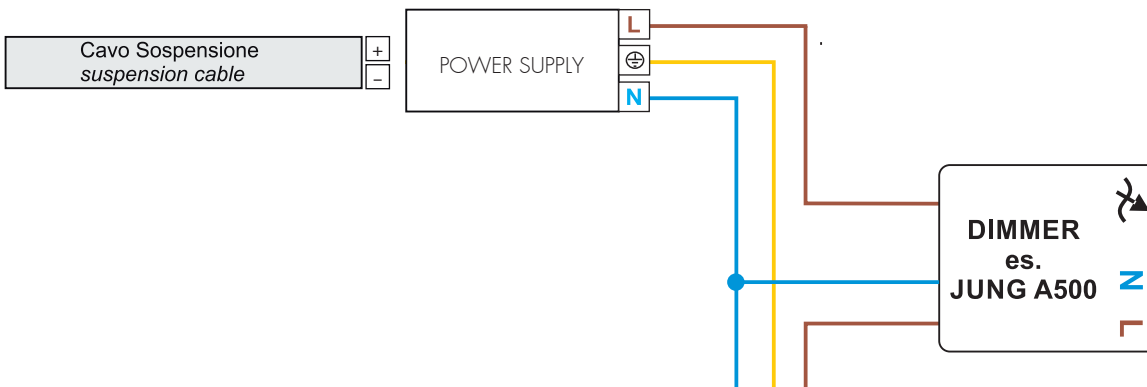 Cavo Sospensione
suspension cable
+
−
POWER SUPPLY
L
N
DIMMER
es.
JUNG A500
N
L